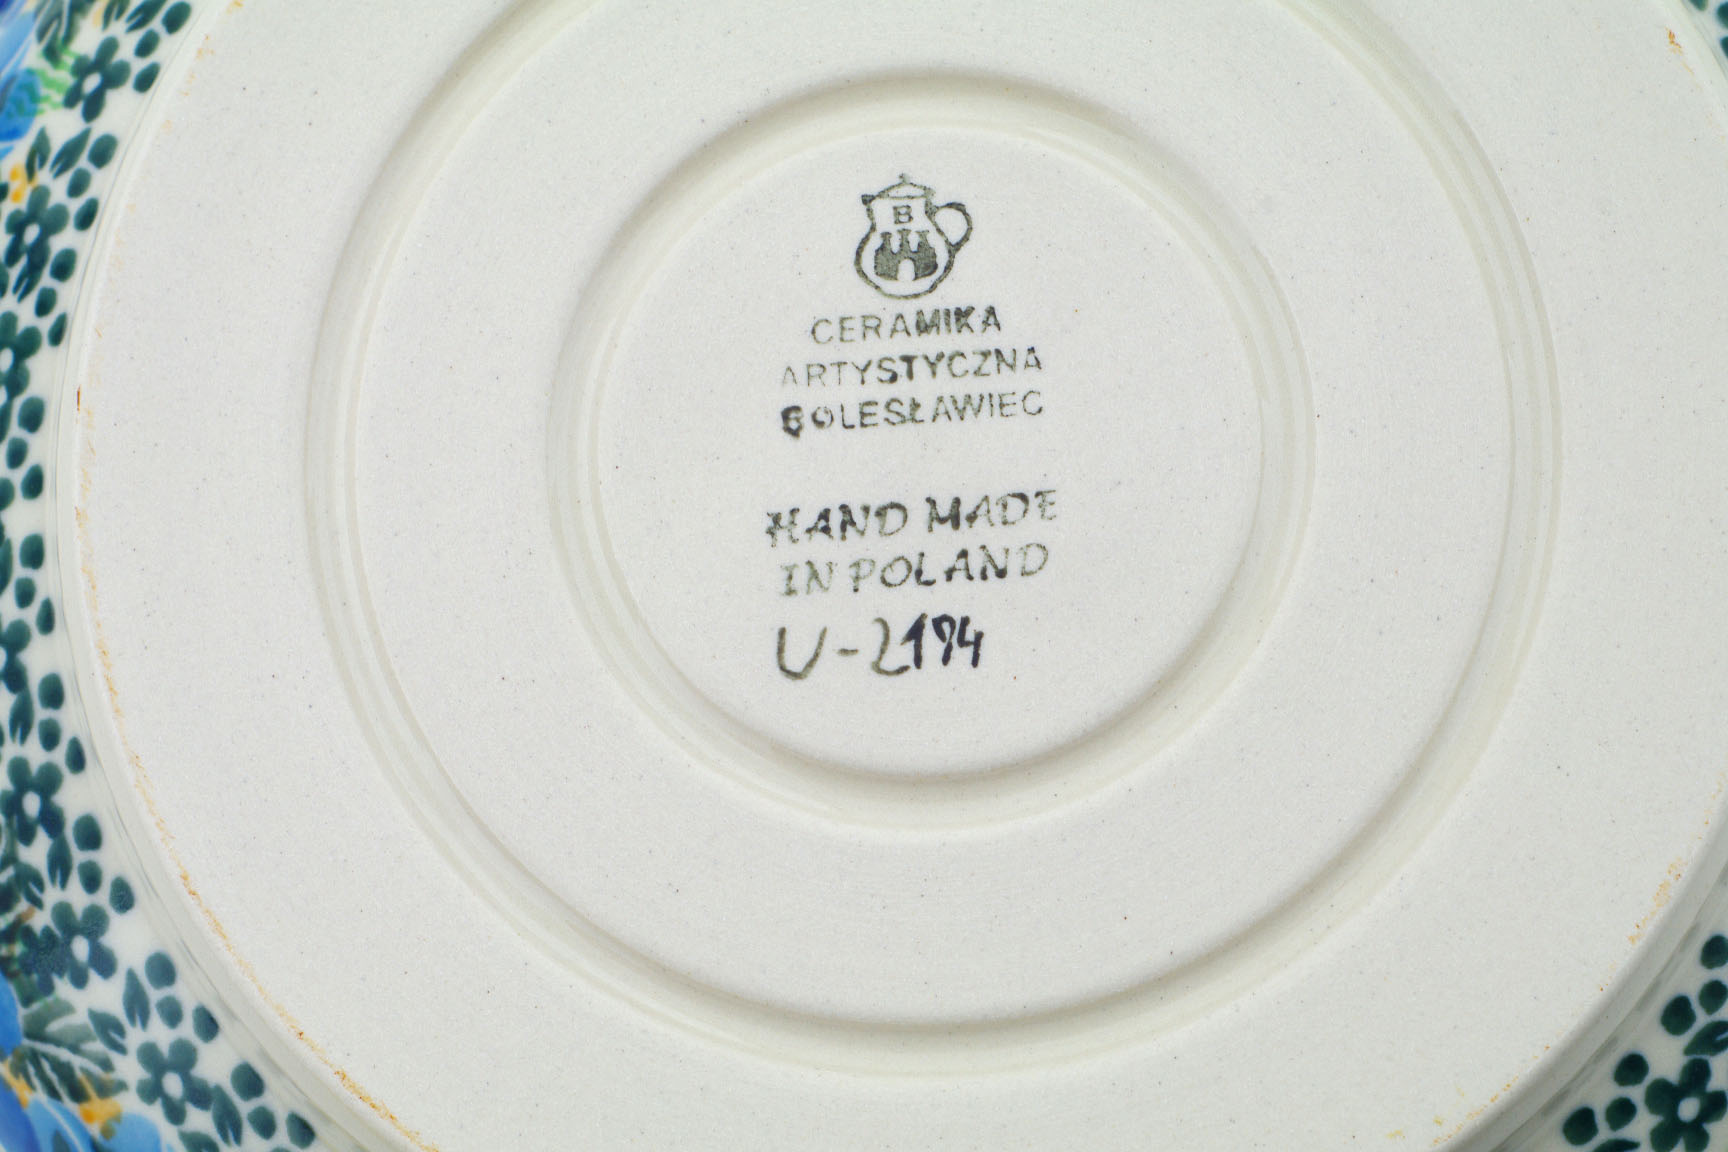 B
CERAMIKA
ARTYSTYCZNA
BOLESŁAWIEC
HAND MADE
IN POLAND
U-2194